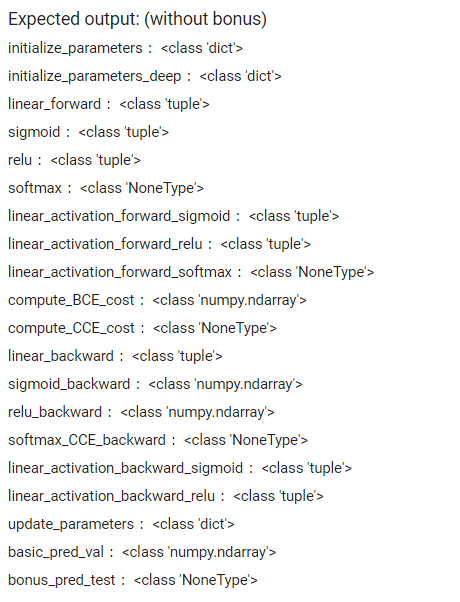 Expected output: (without bonus)
initialize_parameters : <class 'dict'>
initialize_parameters_deep : <class 'dict'>
linear_forward : <class 'tuple'>
sigmoid : <class 'tuple'>
relu : <class 'tuple'>
softmax : <class 'NoneType'>
linear_activation_forward_sigmoid : <class 'tuple'>
linear_activation_forward_relu : <class 'tuple'>
linear_activation_forward_softmax : <class 'NoneType'>
compute_BCE_cost : <class 'numpy.ndarray'>
compute_CCE_cost : <class 'NoneType'>
linear_backward : <class 'tuple'>
sigmoid_backward : <class 'numpy.ndarray'>
relu_backward : <class 'numpy.ndarray'>
softmax_CCE_backward : <class 'NoneType'>
linear_activation_backward_sigmoid : <class 'tuple'>
linear_activation_backward_relu : <class 'tuple'>
update_parameters : <class 'dict'>
basic_pred_val : <class 'numpy.ndarray'>
bonus_pred_test : <class 'NoneType'>